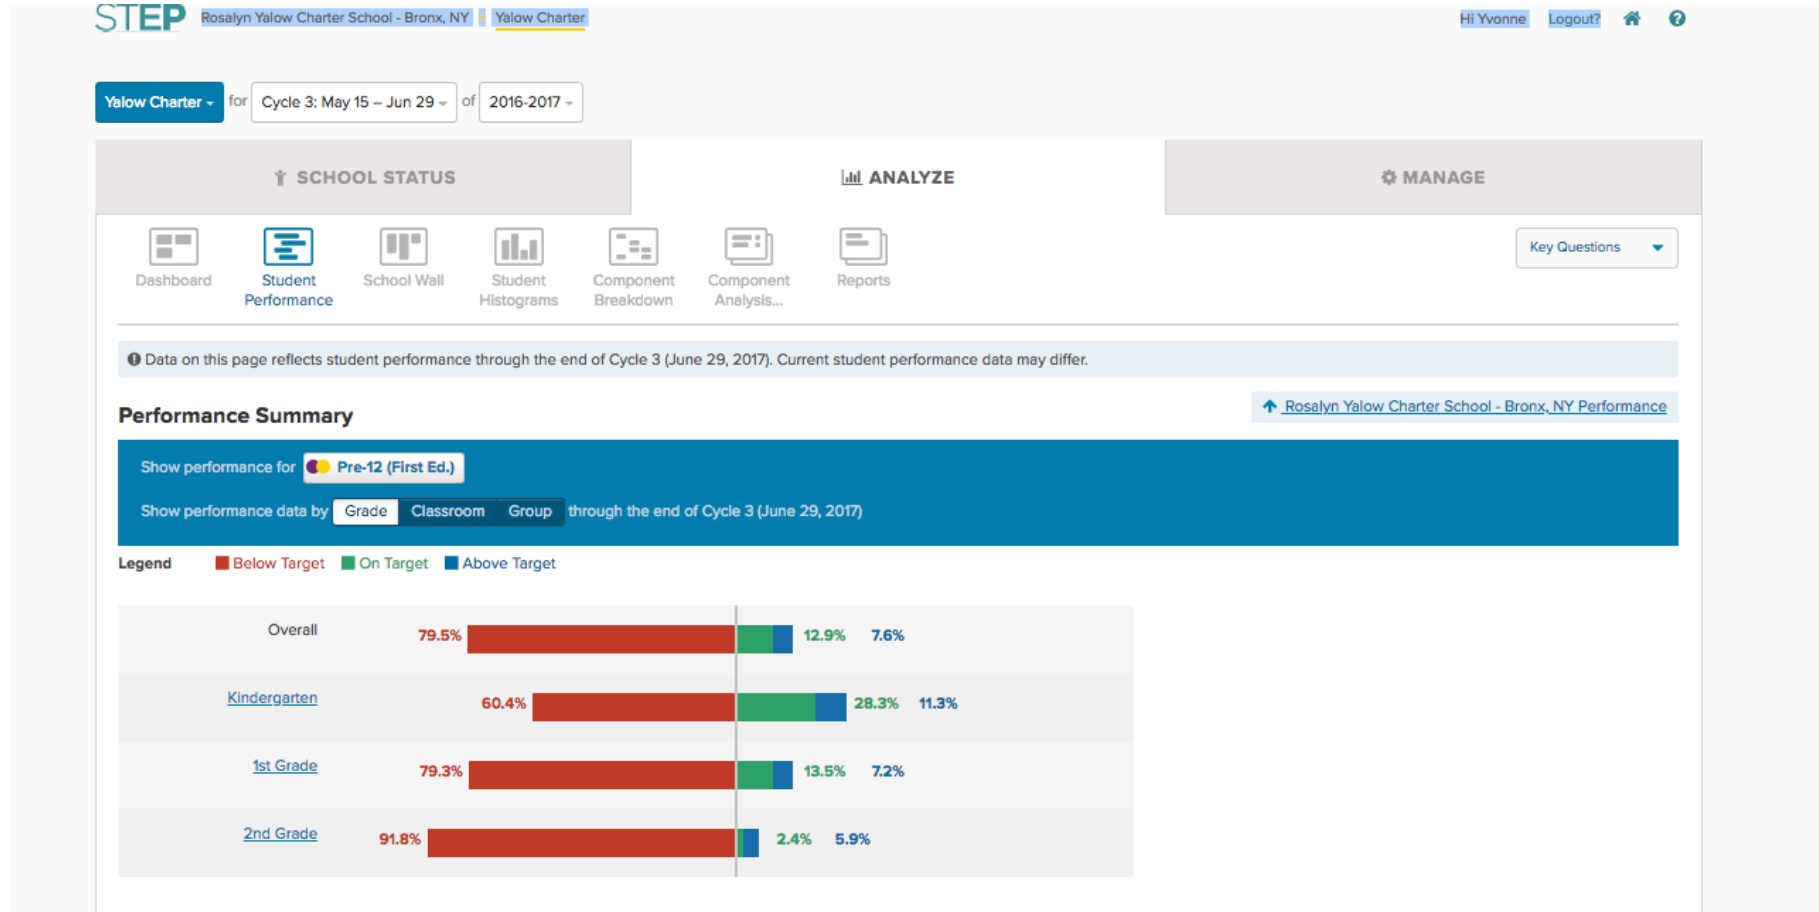 STEP Rosalyn Yalow Charter School - Bronx, NY Yalow Charter Hi Yvonne Logout?
Yalow Charter for Cycle 3: May 15 – Jun 29 of 2016-2017
SCHOOL STATUS ANALYZE MANAGE
Dashboard Student Performance School Wall Student Histograms Component Breakdown Component Analysis... Reports Key Questions
Data on this page reflects student performance through the end of Cycle 3 (June 29, 2017). Current student performance data may differ.
Performance Summary Rosalyn Yalow Charter School - Bronx, NY Performance
Show performance for Pre-12 (First Ed.)
Show performance data by Grade Classroom Group through the end of Cycle 3 (June 29, 2017)
Legend Below Target On Target Above Target
Overall 79.5% 12.9% 7.6%
Kindergarten 60.4% 28.3% 11.3%
1st Grade 79.3% 13.5% 7.2%
2nd Grade 91.8% 2.4% 5.9%